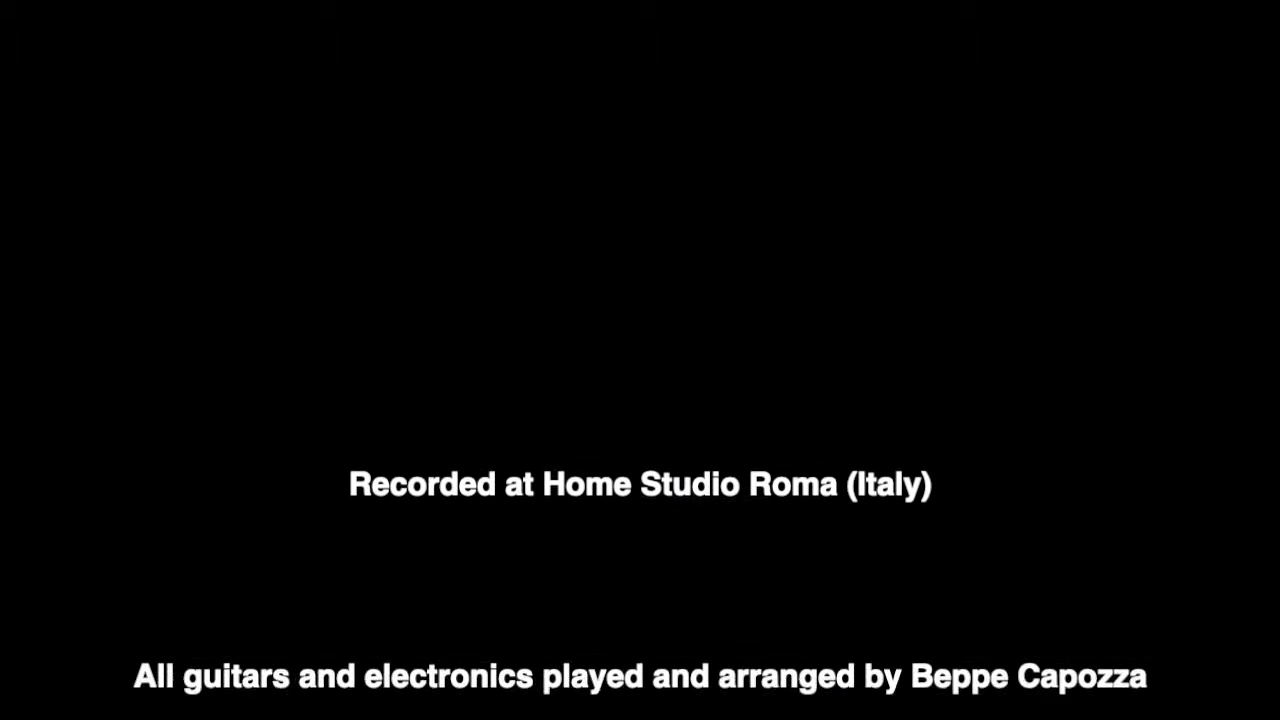 Recorded at Home Studio Roma (Italy)
All guitars and electronics played and arranged by Beppe Capozza